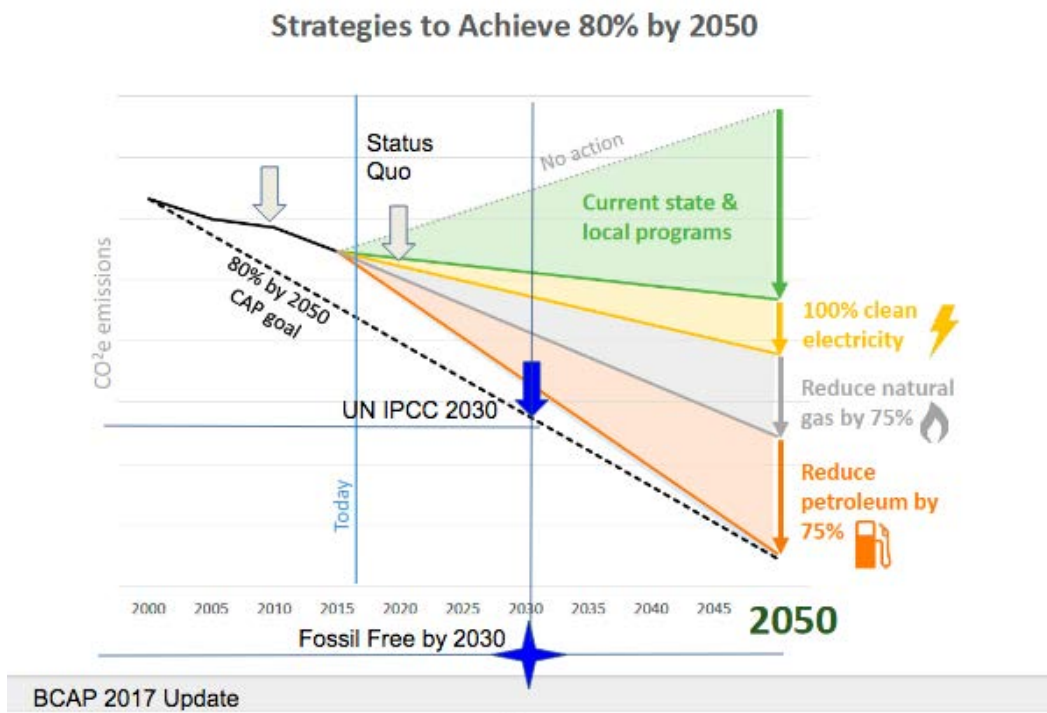 Strategies to Achieve 80% by 2050
Status
Quo
No action
Current state &
local programs
80% by 2050
CAP goal
CO²e emissions
100% clean
electricity
UN IPCC 2030
Reduce natural
gas by 75%
Today
Reduce
petroleum by
75%
2000 2005 2010 2015 2020 2025 2030 2035 2040 2045 2050
Fossil Free by 2030
BCAP 2017 Update